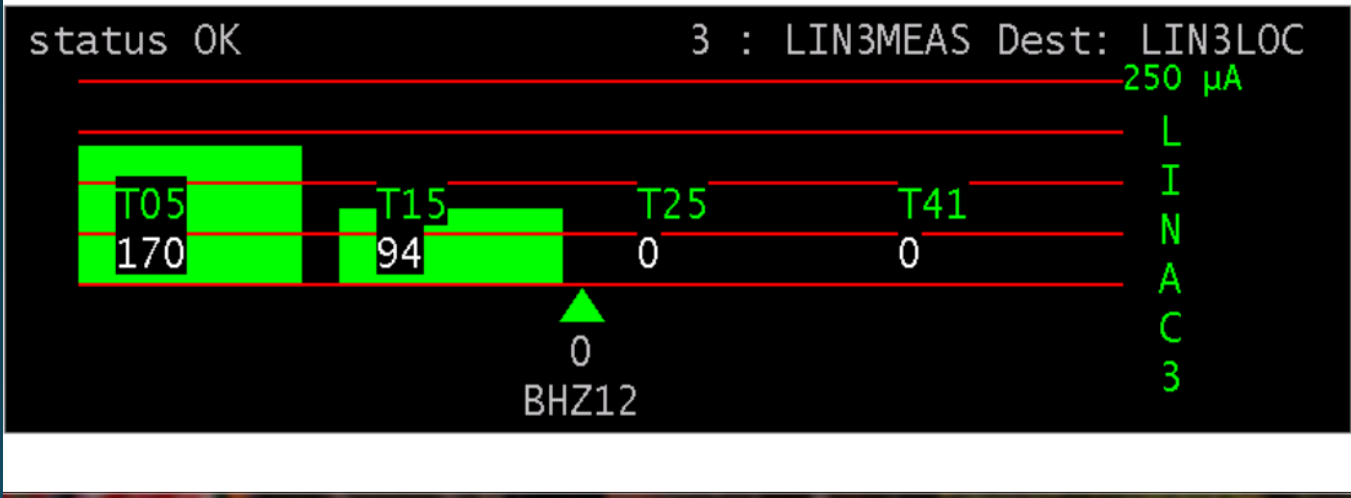 status OK 3 : LIN3MEAS Dest: LIN3LOC
250 µA
T05 T15 T25 T41
170 94 0 0
0
BHZ12
L
I
N
A
C
3